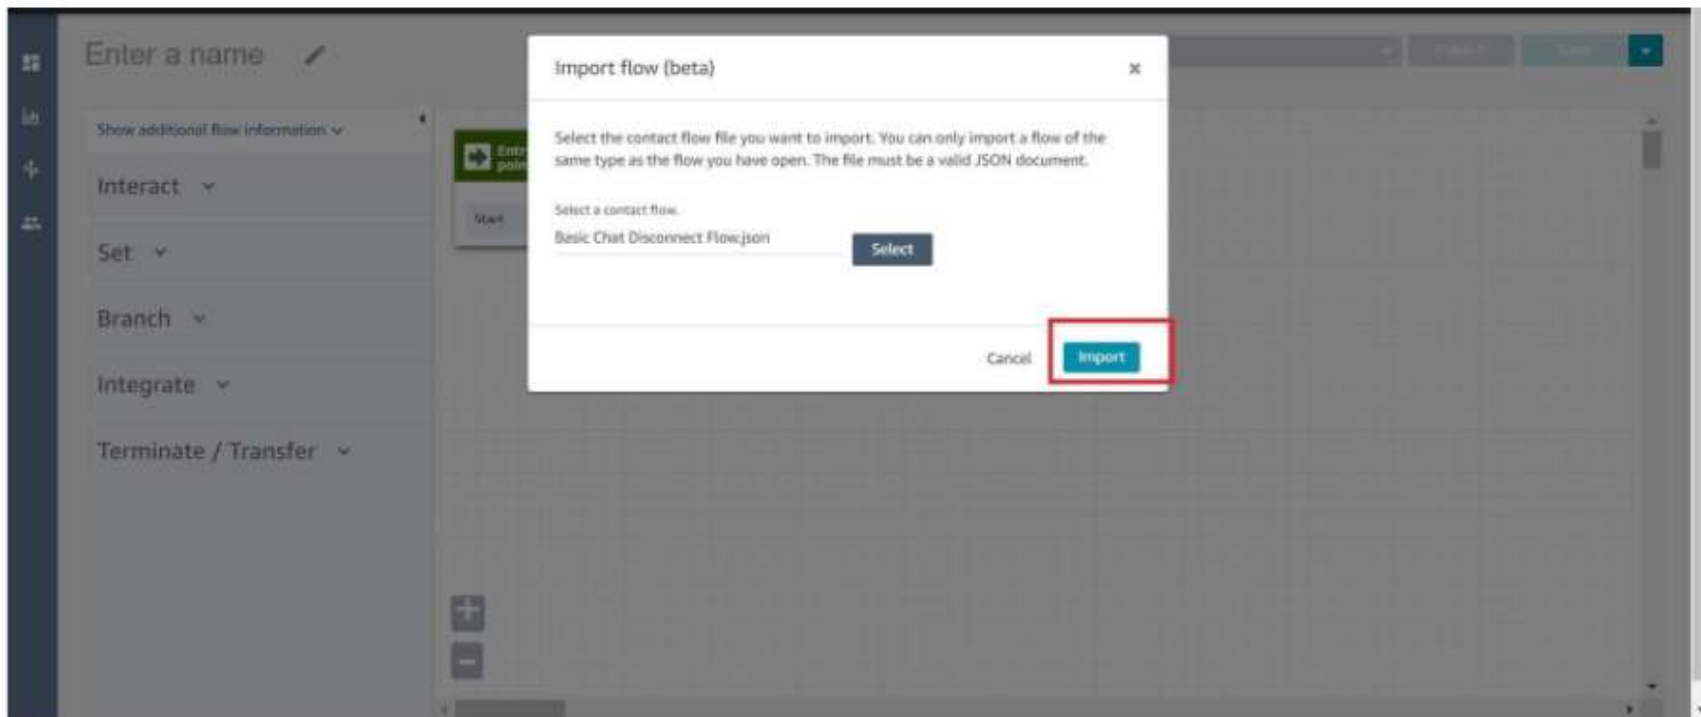 Enter a name
Import flow (beta)
Show additional flow information
Interact
Set
Branch
Integrate
Terminate / Transfer
Start
Select the contact flow file you want to import. You can only import a flow of the
same type as the flow you have open. The file must be a valid JSON document.
Select a contact flow.
Basic Chat Disconnect Flow.json
Select
Cancel
Import